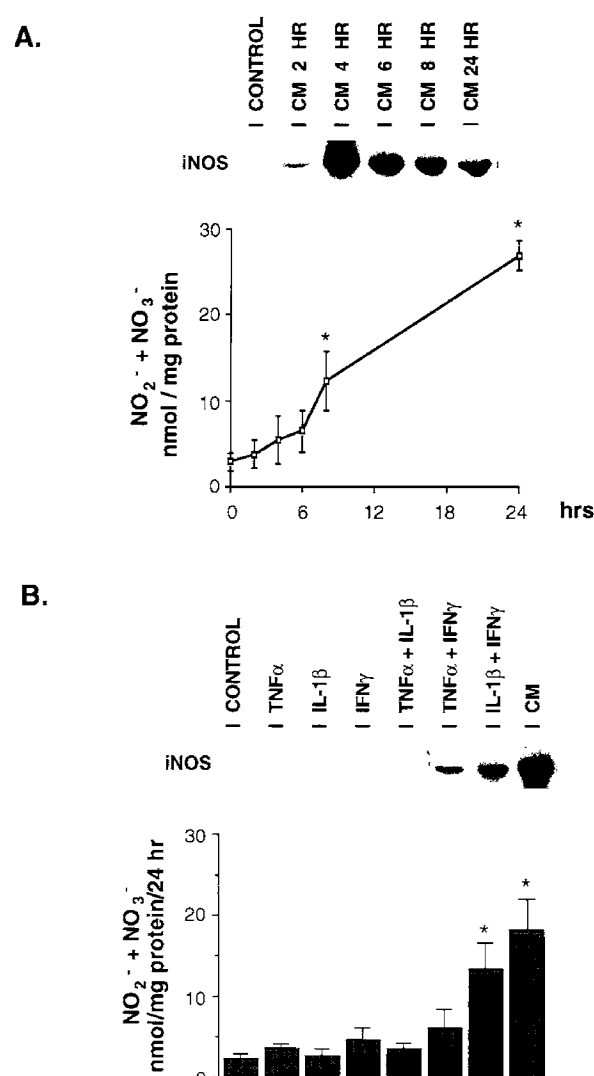 A.
CONTROL
CM 2 HR
CM 4 HR
CM 6 HR
CM 8 HR
CM 24 HR
iNOS
NO2- + NO3-
nmol / mg protein
30
20
10
0
*
*
0 6 12 18 24 hrs
B.
CONTROL
TNFα
IL-1β
IFNγ
TNFα + IL-1β
TNFα + IFNγ
IL-1β + IFNγ
CM
iNOS
NO2- + NO3-
nmol/mg protein/24 hr
30
20
10
0
*
*